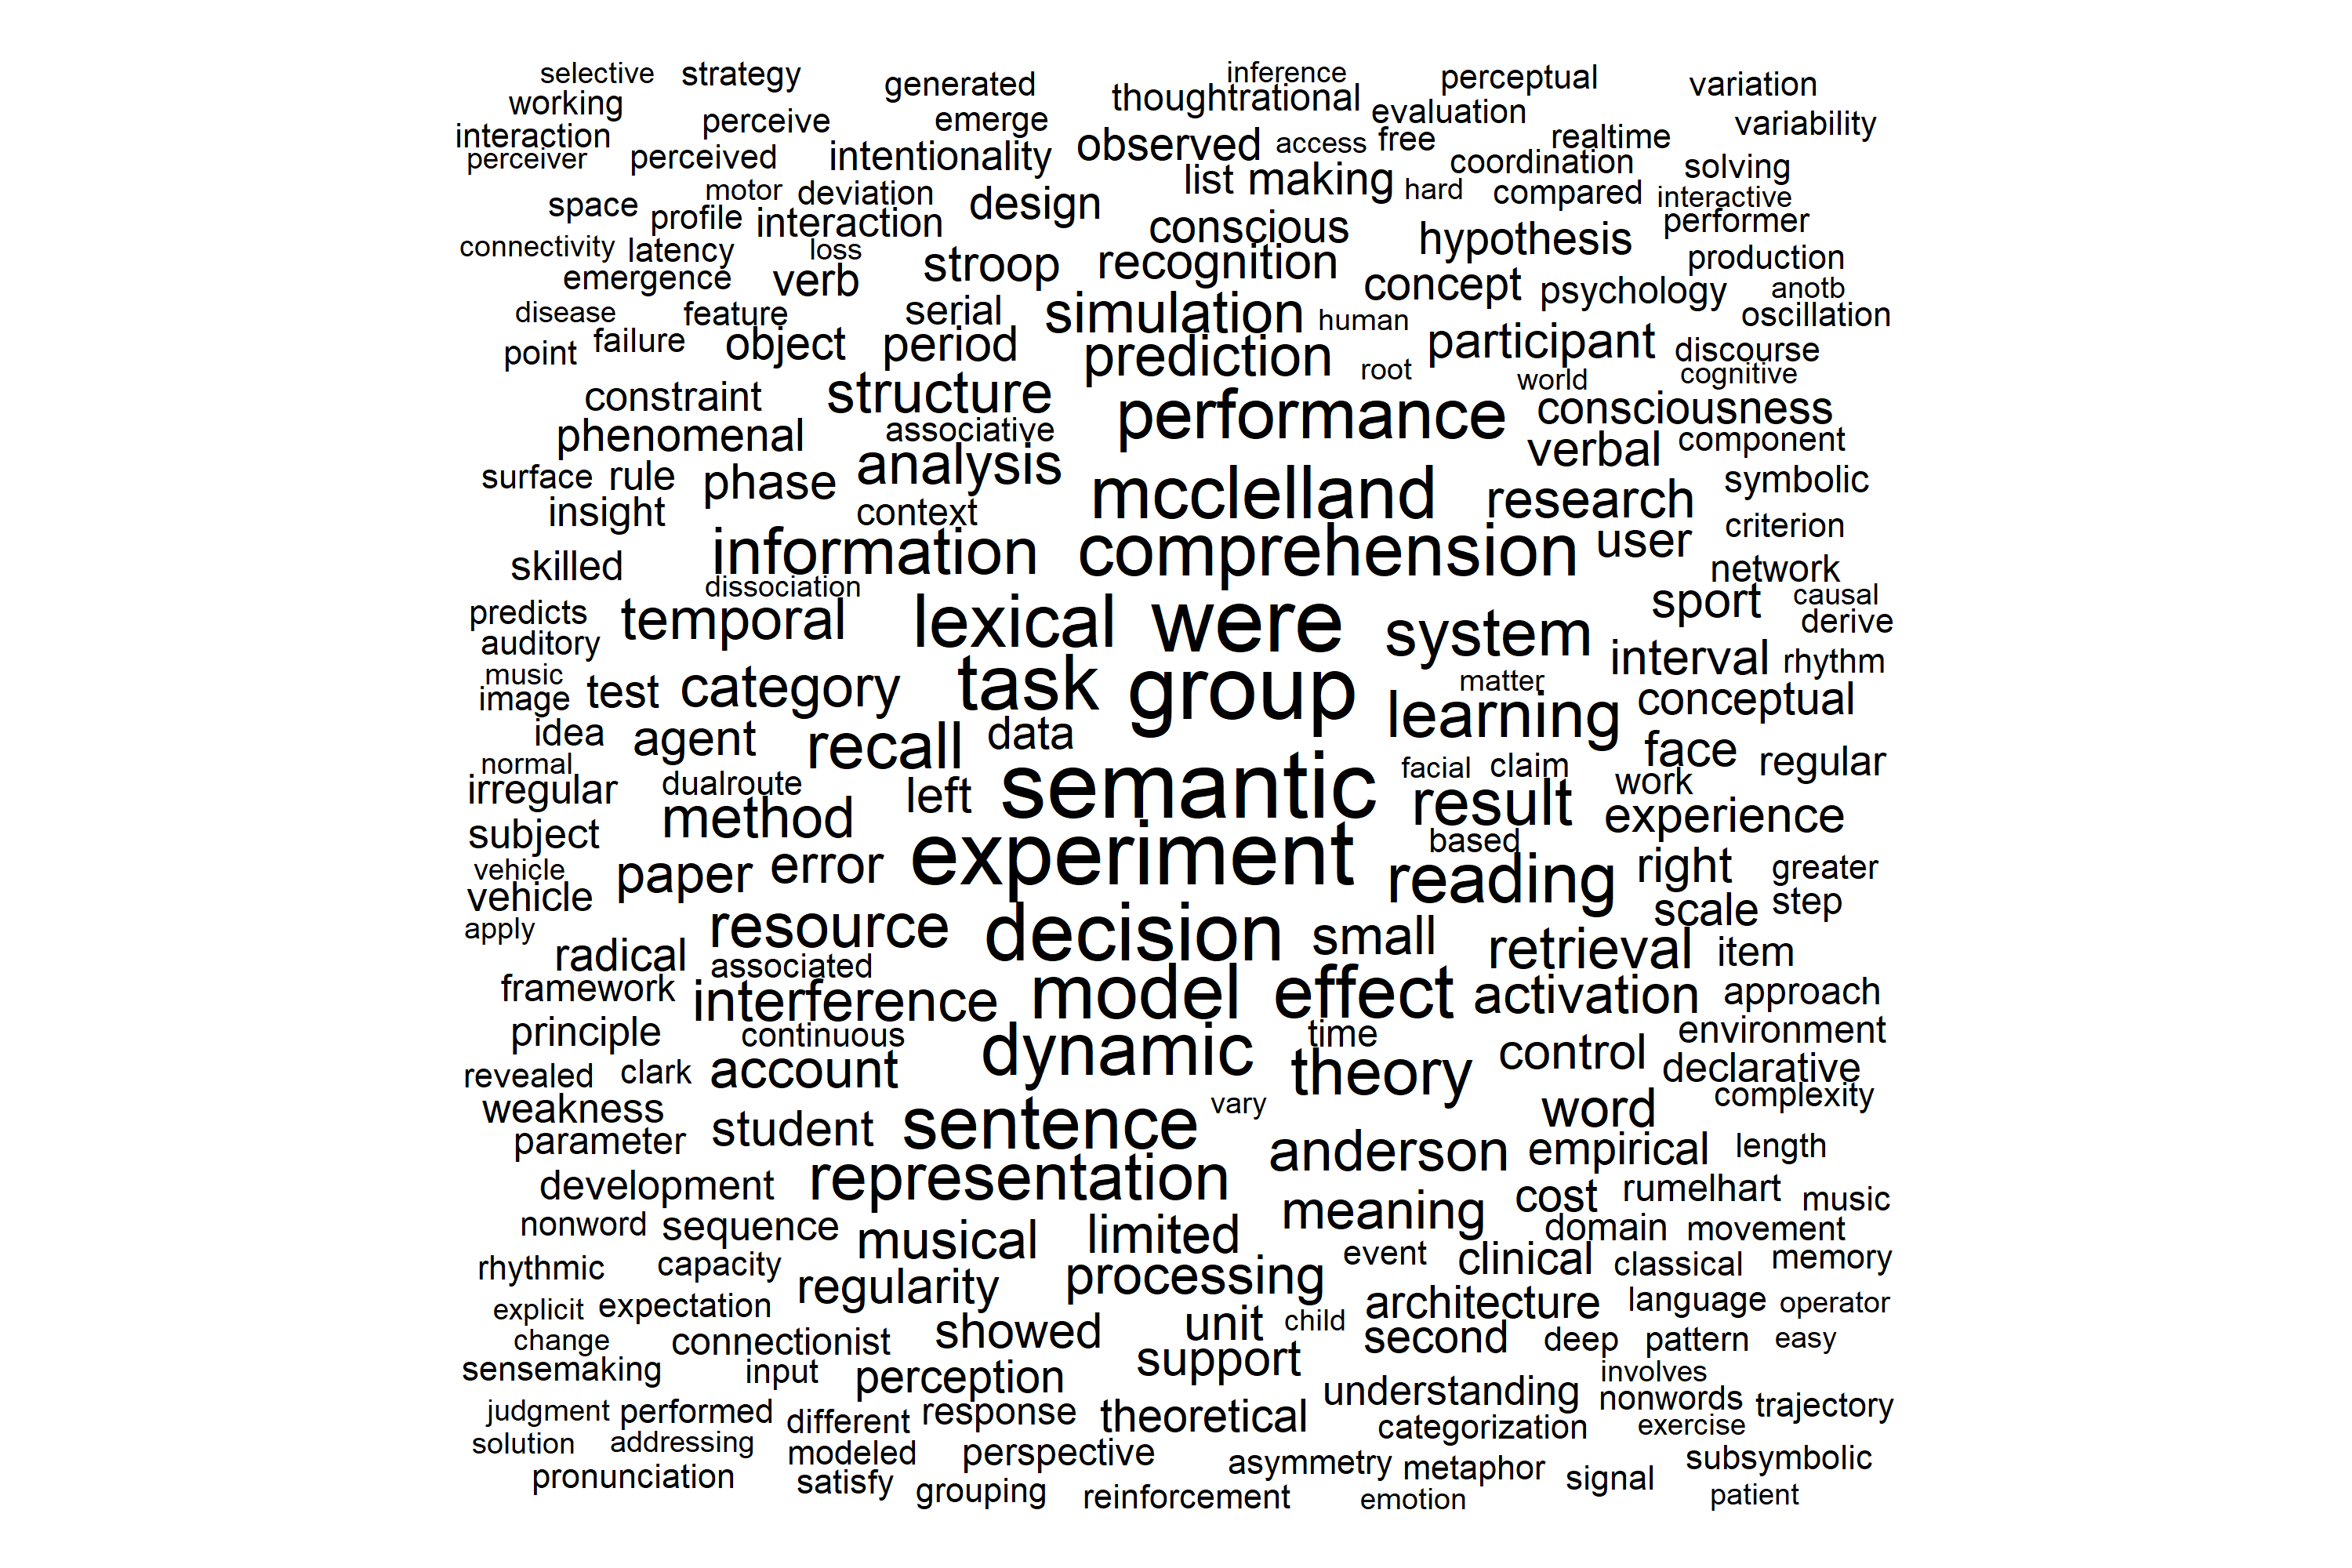 selective strategy generated inference perceptual variation
working thoughtrational evaluation
interaction perceive emerge observed access free realtime variability
perceiver perceived intentionality coordination solving
motor deviation list making hard compared interactive
space profile interaction design conscious hypothesis performer
connectivity latency loss stroop recognition production
emergence verb concept psychology anotb
disease feature serial simulation human oscillation
point failure object period prediction participant discourse
root world cognitive
constraint structure performance consciousness
phenomenal associative verbal component
surface rule phase analysis mcclelland research symbolic
insight context criterion
skilled information comprehension user network
dissociation
predicts temporal lexical were system sport causal
auditory derive
music task group interval rhythm
image test category matter learning conceptual
idea agent recall data face regular
normal dualroute left semantic facial claim work
irregular method result experience
subject experiment based
vehicle paper error reading right greater
vehicle scale step
apply resource decision small retrieval item
radical associated
framework interference model effect activation approach
principle continuous dynamic time control environment
revealed clark account theory declarative
weakness sentence vary word complexity
parameter student anderson empirical length
development representation meaning cost rumelhart music
nonword sequence musical limited domain movement
rhythmic capacity regularity processing event clinical classical memory
explicit expectation architecture language operator
change connectionist showed unit child second deep pattern easy
sensemaking input perception support involves
judgment performed different response theoretical understanding nonwords trajectory
solution addressing modeled perspective categorization exercise
pronunciation satisfy grouping reinforcement asymmetry metaphor signal subsymbolic
emotion patient